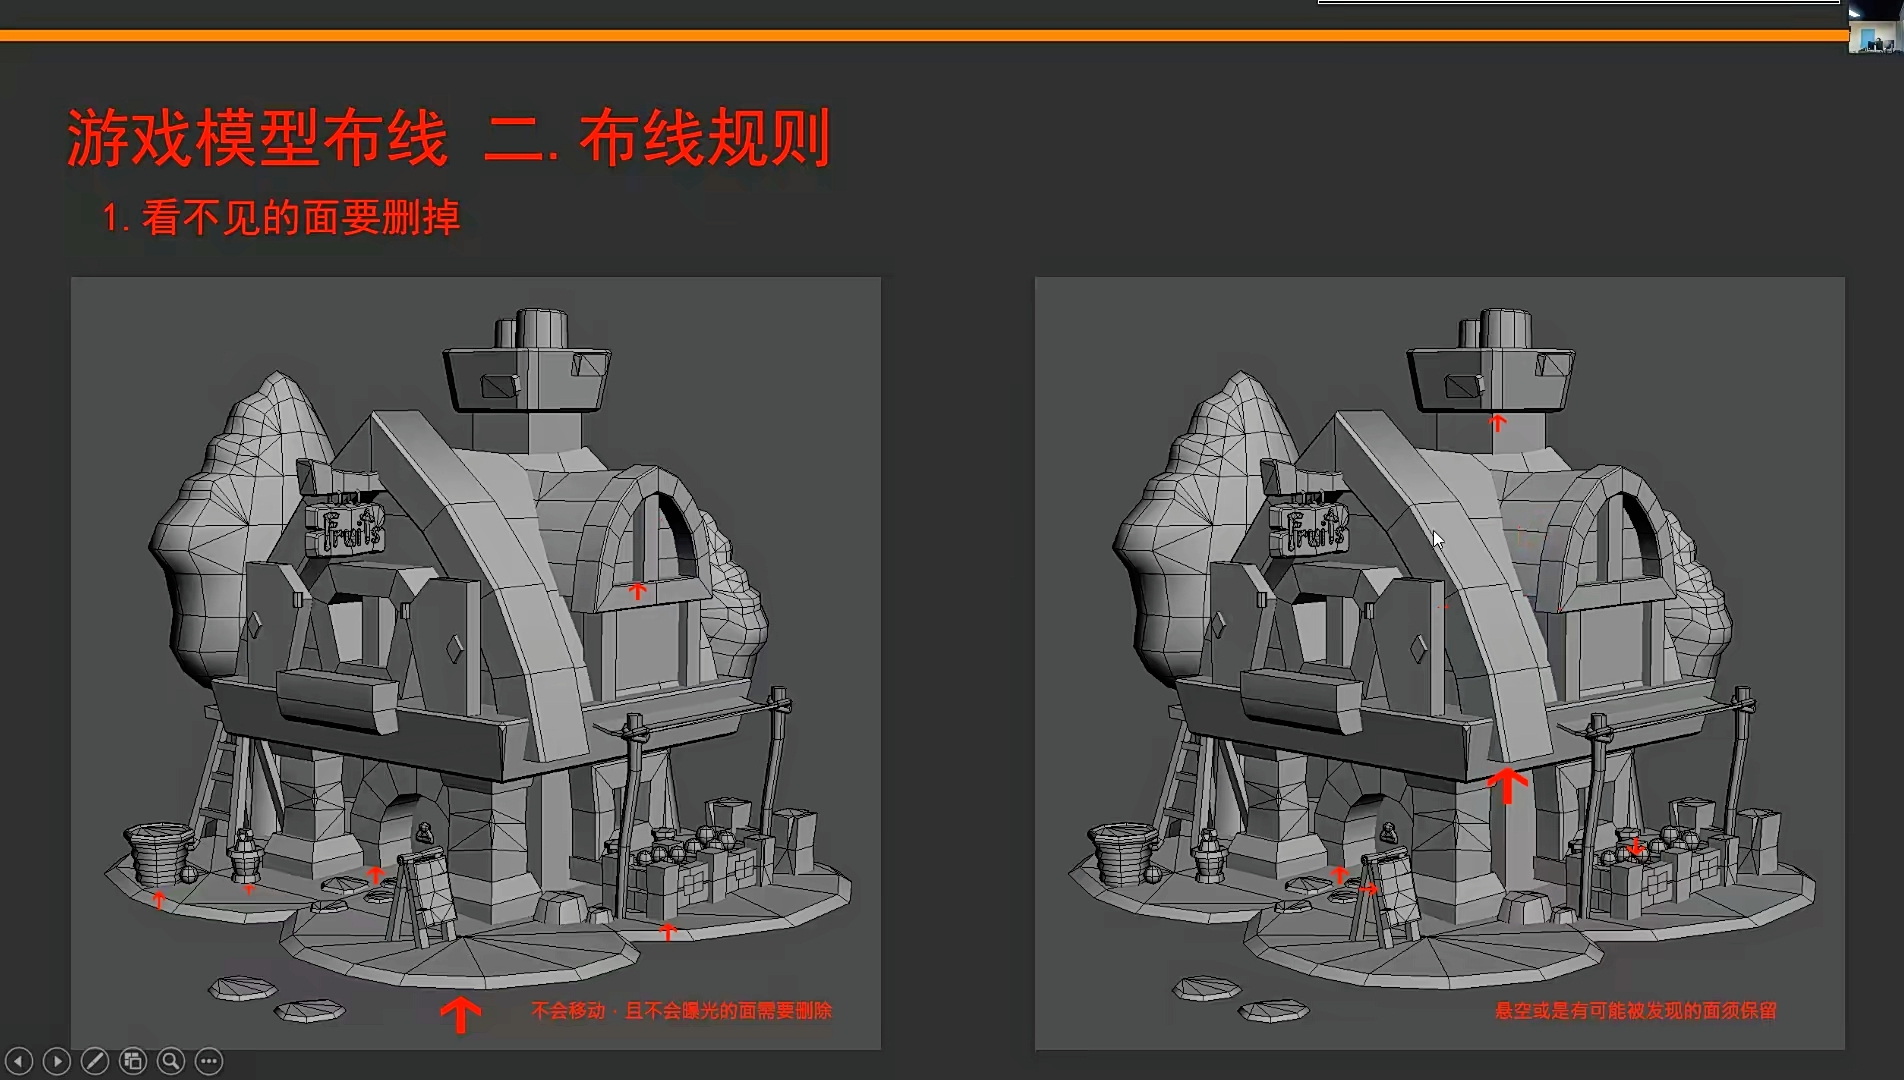 游戏模型布线 二.布线规则
1.看不见的面要删掉
Fruits
Fruits
不会移动·且不会曝光的面需要删除
悬空或是有可能被发现的面须保留